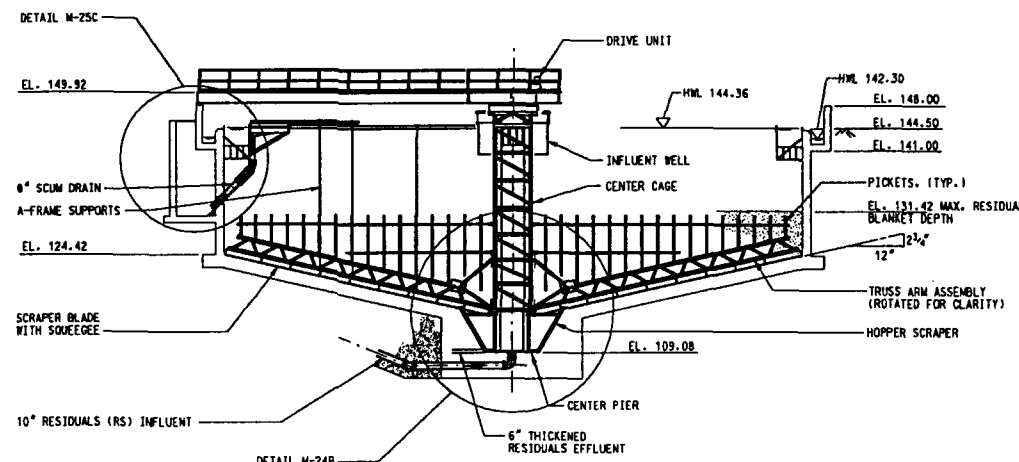 DETAIL M-25C
DRIVE UNIT
EL. 149.92
HWL 144.36
HWL 142.30
EL. 148.00
EL. 144.50
EL. 141.00
INFLUENT WELL
6" SCUM DRAIN
CENTER CAGE
PICKETS. (TYP.)
A-FRAME SUPPORTS
EL. 131.42 MAX. RESIDUA
BLANKET DEPTH
EL. 124.42
2 3/4"
12"
TRUSS ARM ASSEMBLY
(ROTATED FOR CLARITY)
SCRAPER BLADE
WITH SQUEEGEE
HOPPER SCRAPER
EL. 109.08
CENTER PIER
10" RESIDUALS (RS) INFLUENT
6" THICKENED
RESIDUALS EFFLUENT
DETAIL M-24B